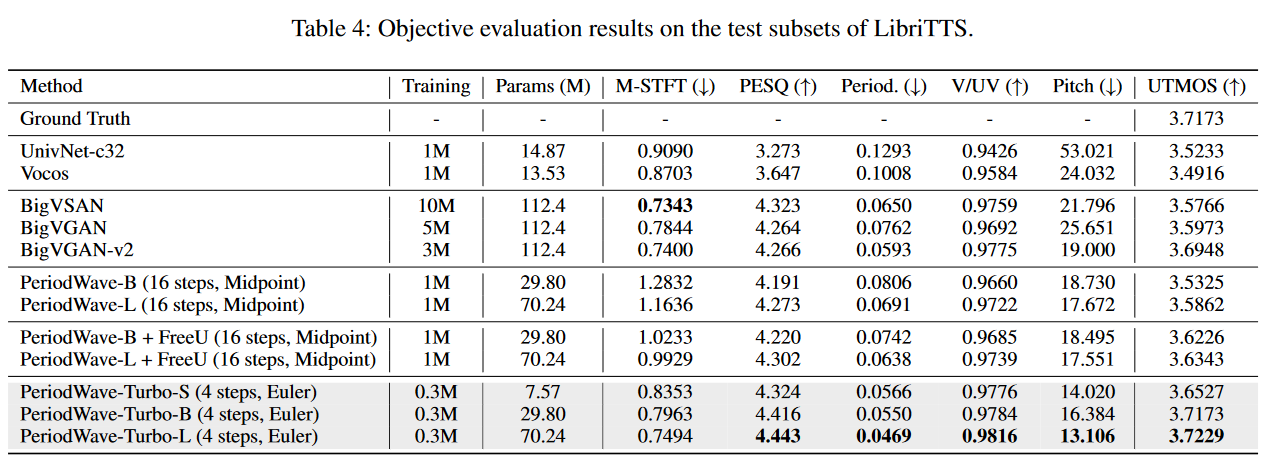 Table 4: Objective evaluation results on the test subsets of LibriTTS.
Method Training Params (M) M-STFT (↓) PESQ (↑) Period. (↓) V/UV (↑) Pitch (↓) UTMOS (↑)
Ground Truth - - - - - - - 3.7173
UnivNet-c32 1M 14.87 0.9090 3.273 0.1293 0.9426 53.021 3.5233
Vocos 1M 13.53 0.8703 3.647 0.1008 0.9584 24.032 3.4916
BigVSAN 10M 112.4 0.7343 4.323 0.0650 0.9759 21.796 3.5766
BigVGAN 5M 112.4 0.7844 4.264 0.0762 0.9692 25.651 3.5973
BigVGAN-v2 3M 112.4 0.7400 4.266 0.0593 0.9775 19.000 3.6948
PeriodWave-B (16 steps, Midpoint) 1M 29.80 1.2832 4.191 0.0806 0.9660 18.730 3.5325
PeriodWave-L (16 steps, Midpoint) 1M 70.24 1.1636 4.273 0.0691 0.9722 17.672 3.5862
PeriodWave-B + FreeU (16 steps, Midpoint) 1M 29.80 1.0233 4.220 0.0742 0.9685 18.495 3.6226
PeriodWave-L + FreeU (16 steps, Midpoint) 1M 70.24 0.9929 4.302 0.0638 0.9739 17.551 3.6343
PeriodWave-Turbo-S (4 steps, Euler) 0.3M 7.57 0.8353 4.324 0.0566 0.9776 14.020 3.6527
PeriodWave-Turbo-B (4 steps, Euler) 0.3M 29.80 0.7963 4.416 0.0550 0.9784 16.384 3.7173
PeriodWave-Turbo-L (4 steps, Euler) 0.3M 70.24 0.7494 4.443 0.0469 0.9816 13.106 3.7229